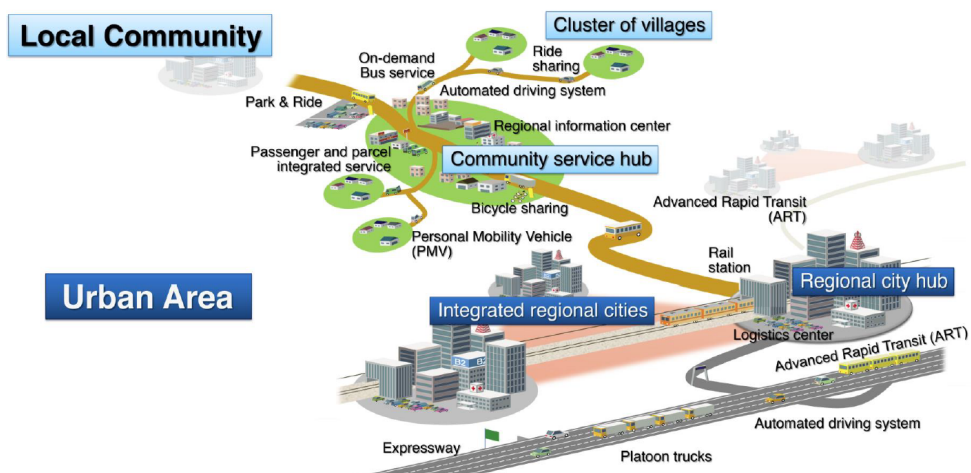 Local Community
Cluster of villages
On-demand
Bus service
Ride
sharing
Automated driving system
Park & Ride
Regional information center
Passenger and parcel
integrated service
Community service hub
Bicycle sharing
Personal Mobility Vehicle
(PMV)
Advanced Rapid Transit
(ART)
Rail
station
Urban Area
Integrated regional cities
Regional city hub
Logistics center
Advanced Rapid Transit (ART)
Automated driving system
Expressway
Platoon trucks